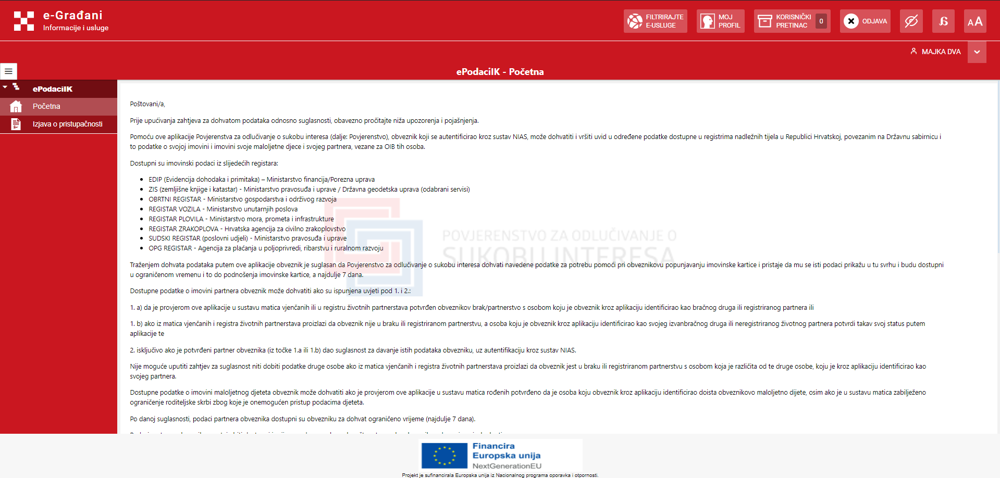 e-Građani
Informacije i usluge
FILTRIRAJTE
E-USLUGE
MOJ
PROFIL
KORISNIČKI
PRETINAC
0
ODJAVA
AA
MAJKA DVA
ePodaciIK - Početna
ePodaciIK
Početna
Izjava o pristupačnosti
Poštovani/a,
Prije upućivanja zahtjeva za dohvatom podataka odnosno suglasnosti, obavezno pročitajte niža upozorenja i pojašnjenja.
Pomoću ove aplikacije Povjerenstva za odlučivanje o sukobu interesa (dalje: Povjerenstvo), obveznik koji se autentificirao kroz sustav NIAS, može dohvatiti i vršiti uvid u određene podatke dostupne u registrima nadležnih tijela u Republici Hrvatskoj, povezanim na Državnu sabirnicu i
to podatke o svojoj imovini i imovini svoje maloljetne djece i svojeg partnera, vezane za OIB tih osoba.
Dostupni su imovinski podaci iz slijedećih registara:
• EDIP (Evidencija dohodaka i primitaka) – Ministarstvo financija/Porezna uprava
• ZIS (zemljišne knjige i katastar) - Ministarstvo pravosuđa i uprave / Državna geodetska uprava (odabrani servisi)
• OBRTNI REGISTAR - Ministarstvo gospodarstva i održivog razvoja
• REGISTAR VOZILA - Ministarstvo unutarnjih poslova
• REGISTAR PLOVILA - Ministarstvo mora, prometa i infrastrukture
• REGISTAR ZRAKOPLOVA - Hrvatska agencija za civilno zrakoplovstvo
• SUDSKI REGISTAR (poslovni udjeli) - Ministarstvo pravosuđa i uprave
• OPG REGISTAR - Agencija za plaćanja u poljoprivredi, ribarstvu i ruralnom razvoju
POVJERENSTVO ZA ODLUČIVANJE O
SUKOBU INTERESA
Traženjem dohvata podataka putem ove aplikacije obveznik je suglasan da Povjerenstvo za odlučivanje o sukobu interesa dohvati navedene podatke za potrebu pomoći pri obveznikovu popunjavanju imovinske kartice i pristaje da mu se isti podaci prikažu u tu svrhu i budu dostupni
u ograničenom vremenu i to do podnošenja imovinske kartice, a najdulje 7 dana.
Dostupne podatke o imovini partnera obveznik može dohvatiti ako su ispunjena uvjeti pod 1. i 2.:
1. a) da je provjerom ove aplikacije u sustavu matica vjenčanih ili u registru životnih partnerstava potvrđen obveznikov brak/partnerstvo s osobom koju je obveznik kroz aplikaciju identificirao kao bračnog druga ili registriranog partnera ili
1. b) ako iz matica vjenčanih i registra životnih partnerstava proizlazi da obveznik nije u braku ili registriranom partnerstvu, a osoba koju je obveznik kroz aplikaciju identificirao kao svojeg izvanbračnog druga ili neregistriranog životnog partnera potvrdi takav svoj status putem
aplikacije te
2. isključivo ako je potvrđeni partner obveznika (iz točke 1.a ili 1.b) dao suglasnost za davanje istih podataka obvezniku, uz autentifikaciju kroz sustav NIAS.
Nije moguće uputiti zahtjev za suglasnost niti dobiti podatke druge osobe ako iz matica vjenčanih i registra životnih partnerstava proizlazi da obveznik jest u braku ili registriranom partnerstvu s osobom koja je različita od te druge osobe, koju je kroz aplikaciju identificirao kao
svojeg partnera.
Dostupne podatke o imovini maloljetnog djeteta obveznik može dohvatiti ako je provjerom ove aplikacije u sustavu matica rođenih potvrđeno da je osoba koju obveznik kroz aplikaciju identificirao doista obveznikovo maloljetno dijete, osim ako je u sustavu matica zabilježeno
ograničenje roditeljske skrbi zbog koje je onemogućen pristup podacima djeteta.
Po danoj suglasnosti, podaci partnera obveznika dostupni su obvezniku za dohvat ograničeno vrijeme (najdulje 7 dana).
Financira
Europska unija
NextGenerationEU
Projekt je sufinancirala Europska unija iz Nacionalnog programa oporavka i otpornosti.